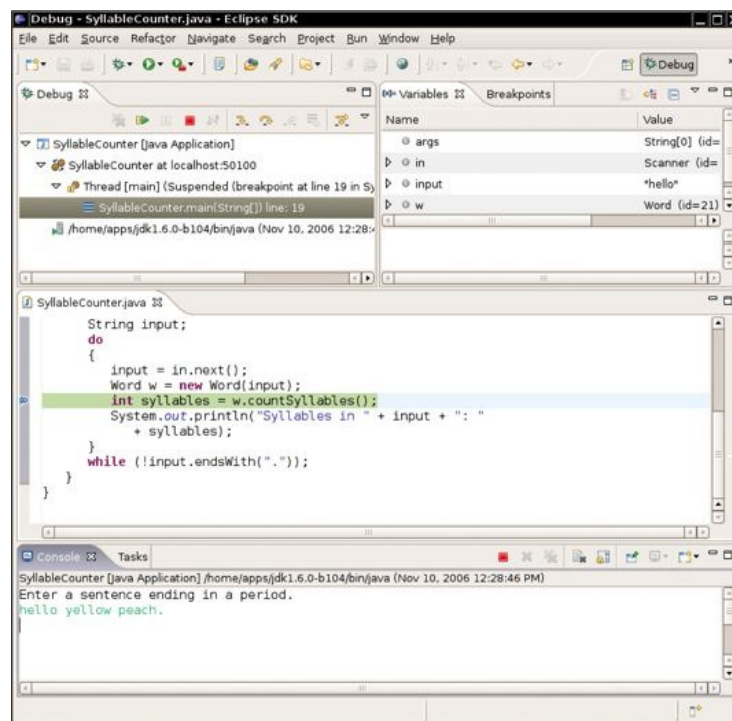 Debug - SyllableCounter.java - Eclipse SDK
File Edit Source Refactor Navigate Search Project Run Window Help
Debug
Debug
Variables Breakpoints
SyllableCounter [Java Application]
SyllableCounter at localhost:50100
Thread [main] (Suspended (breakpoint at line 19 in Sy
SyllableCounter.main(String[]) line: 19
/home/apps/jdk1.6.0-b104/bin/java (Nov 10, 2006 12:28:4
Name Value
args String[0] (id=
in Scanner (id=
input "hello"
w Word (id=21)
SyllableCounter.java
String input;
do
{
input = in.next();
Word w = new Word(input);
int syllables = w.countSyllables();
System.out.println("Syllables in " + input + ": "
+ syllables);
}
while (!input.endsWith("."));
}
}
Console Tasks
SyllableCounter [Java Application] /home/apps/jdk1.6.0-b104/bin/java (Nov 10, 2006 12:28:46 PM)
Enter a sentence ending in a period.
hello yellow peach.